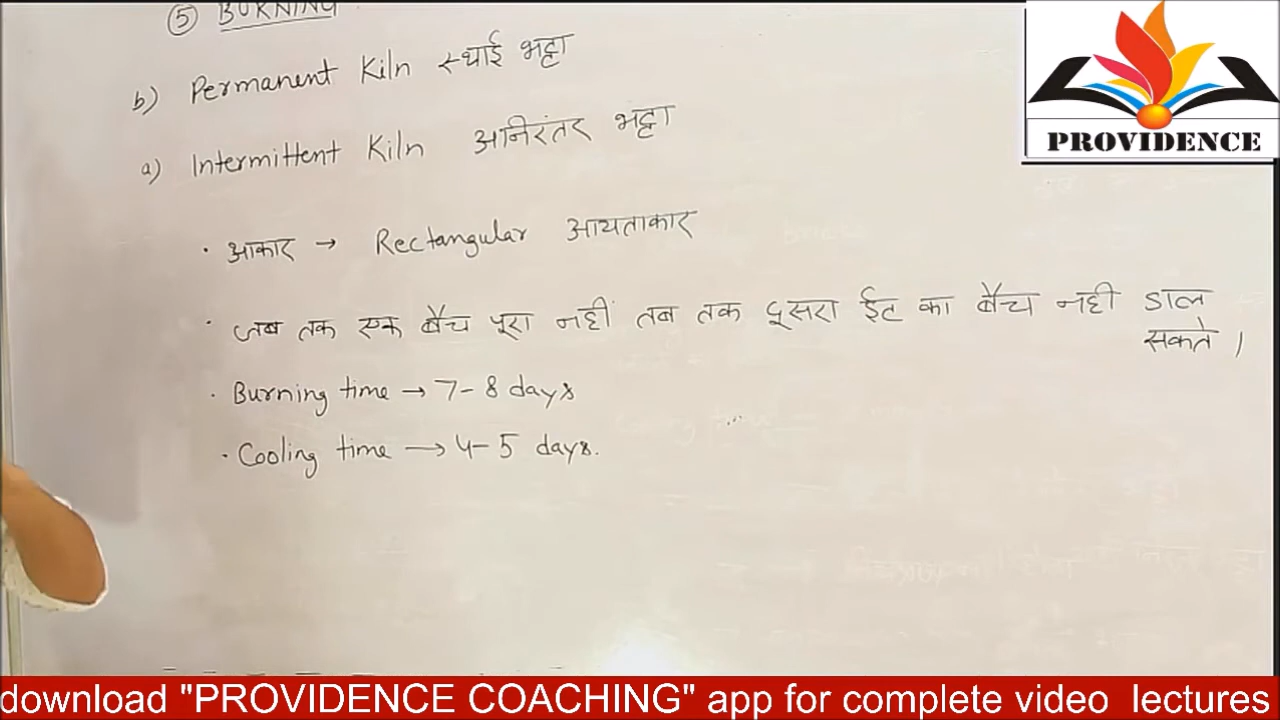 ⑤ BURNING
b) Permanent Kiln स्थाई भट्टा
a) Intermittent Kiln अनिरंतर भट्टा
• आकार → Rectangular आयताकार
• जब तक एक बैच पूरा नहीं तब तक दूसरा ईट का बैच नही डाल
सकते ।
• Burning time → 7-8 days
• Cooling time → 4-5 days.
PROVIDENCE
download "PROVIDENCE COACHING" app for complete video lectures